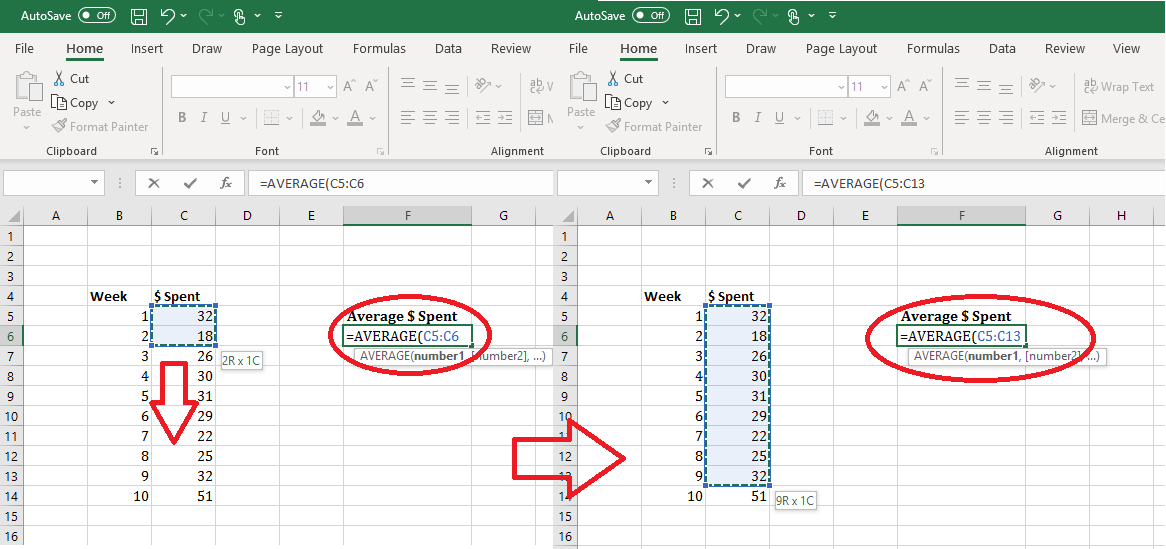 AutoSave Off AutoSave Off
File Home Insert Draw Page Layout Formulas Data Review File Home Insert Draw Page Layout Formulas Data Review View
Cut 11 A A ab Cut 11 A A ab Wrap Text
Paste Copy B I U A Paste Copy B I U A Merge & Ce
Format Painter Format Painter
Clipboard Font Alignment Clipboard Font Alignment
fx =AVERAGE(C5:C6 fx =AVERAGE(C5:C13
A B C D E F G A B C D E F G H
1 1
2 2
3 3
4 Week $ Spent 4 Week $ Spent
5 1 32 Average $ Spent 5 1 32 Average $ Spent
6 2 18 =AVERAGE(C5:C6 6 2 18 =AVERAGE(C5:C13
7 3 26 2R x 1C AVERAGE(number1, [number2], ...) 7 3 26 AVERAGE(number1, [number2], ...)
8 4 30 8 4 30
9 5 31 9 5 31
10 6 29 10 6 29
11 7 22 11 7 22
12 8 25 12 8 25
13 9 32 13 9 32
14 10 51 14 10 51 9R x 1C
15 15
16 16